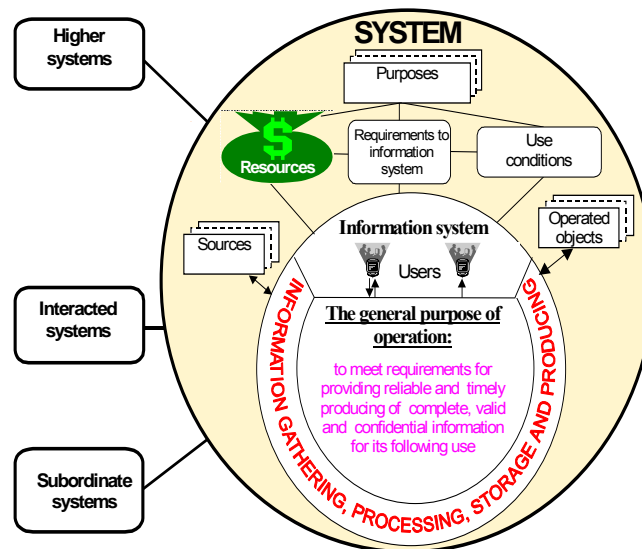 SYSTEM
Higher
systems
Purposes
$
Resources
Requirements to
information
system
Use
conditions
Sources
Information system
Operated
objects
Users
Interacted
systems
The general purpose of
operation:
to meet requirements for
providing reliable and timely
producing of complete, valid
and confidential information
for its following use
INFORMATION GATHERING, PROCESSING, STORAGE AND PRODUCING
Subordinate
systems